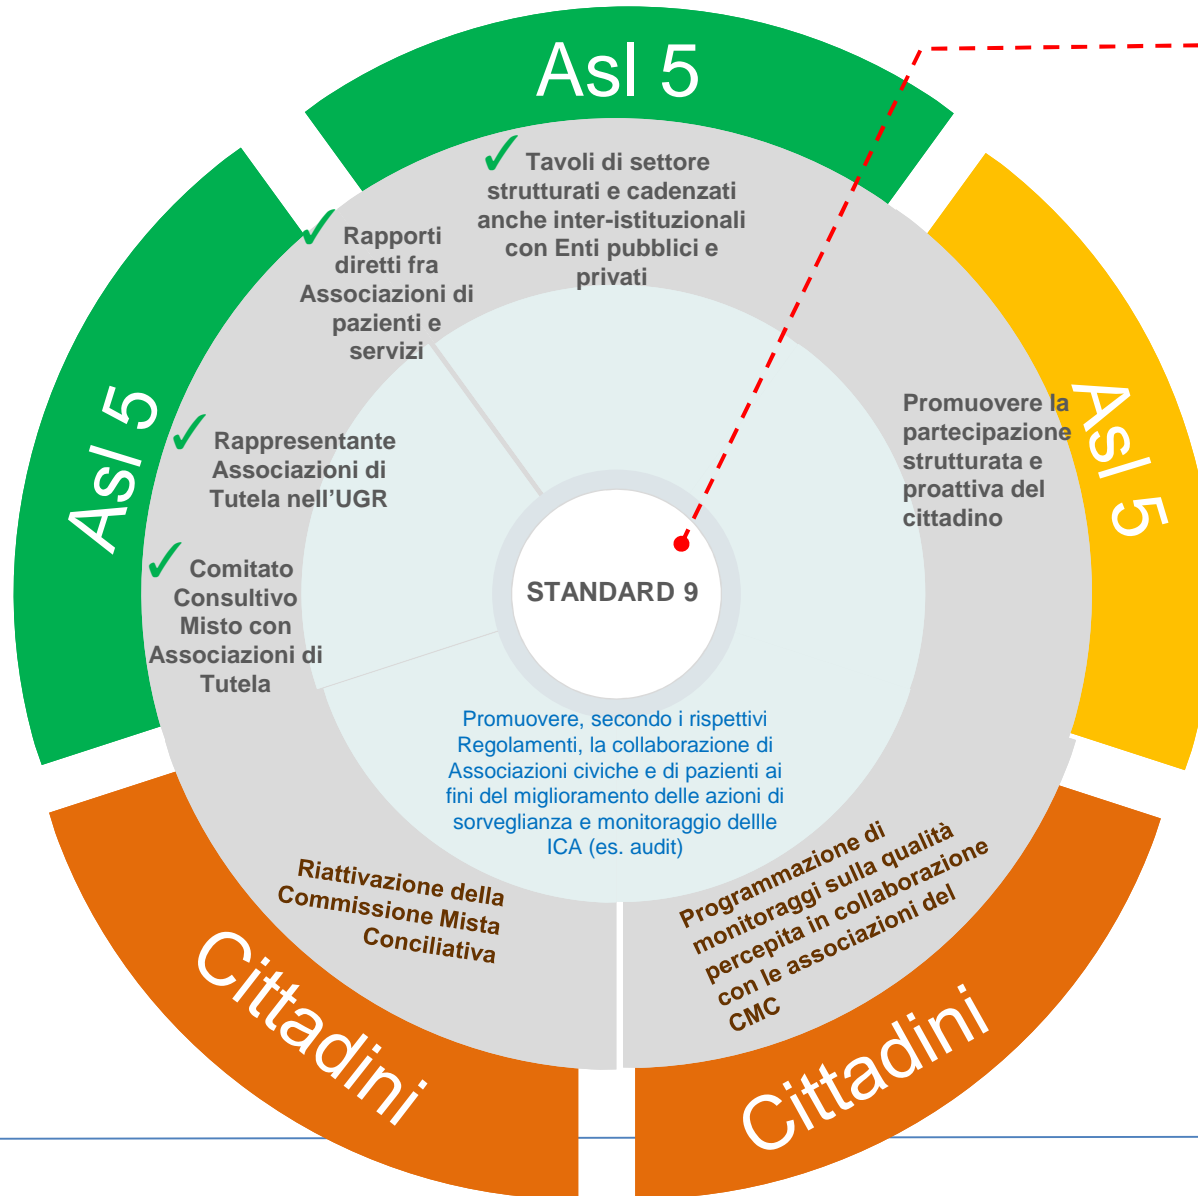 Asl 5
Tavoli di settore
strutturati e cadenzati
anche inter-istituzionali
con Enti pubblici e
privati
Rapporti
diretti fra
Associazioni di
pazienti e
servizi
Asl 5
Rappresentante
Associazioni di
Tutela nell’UGR
Comitato
Consultivo
Misto con
Associazioni di
Tutela
Asl 5
Promuovere la
partecipazione
strutturata e
proattiva del
cittadino
STANDARD 9
Promuovere, secondo i rispettivi
Regolamenti, la collaborazione di
Associazioni civiche e di pazienti ai
fini del miglioramento delle azioni di
sorveglianza e monitoraggio dellle
ICA (es. audit)
Riattivazione della
Commissione Mista
Conciliativa
Cittadini
Programmazione di
monitoraggi sulla qualità
percepita in collaborazione
con le associazioni del
CMC
Cittadini